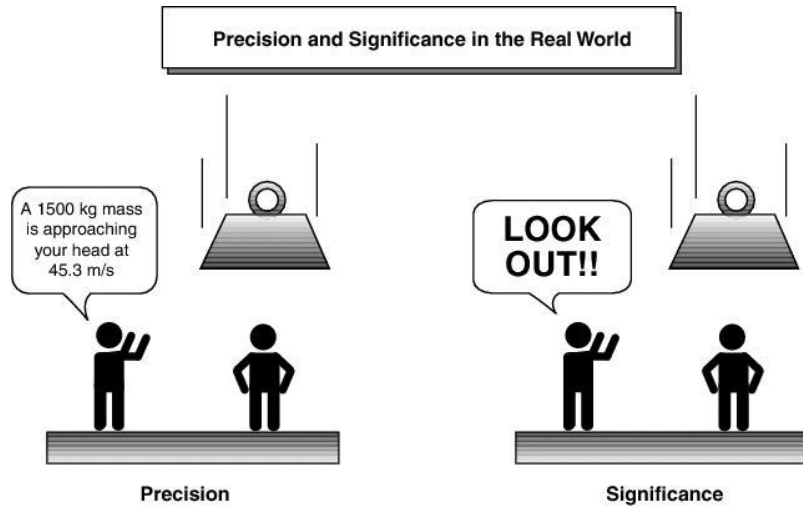 Precision and Significance in the Real World
A 1500 kg mass
is approaching
your head at
45.3 m/s
LOOK
OUT!!
Precision
Significance